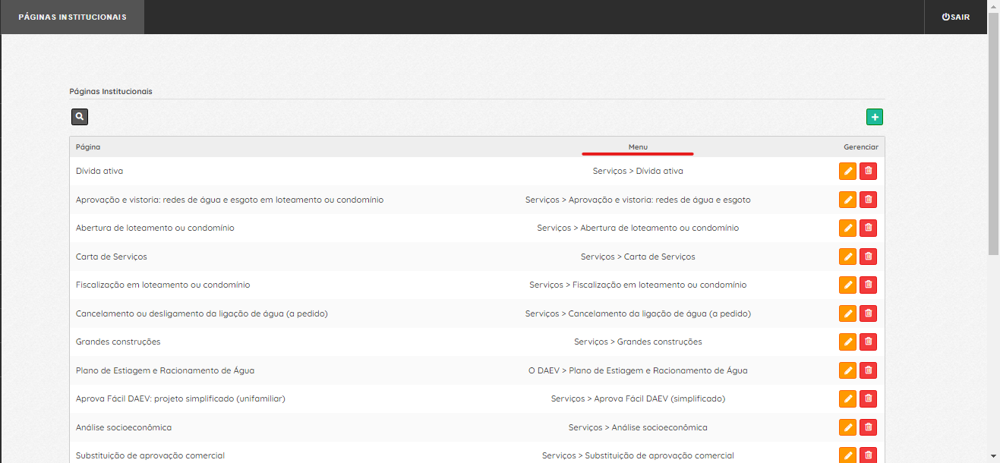 PÁGINAS INSTITUCIONAIS
SAIR
Páginas Institucionais
Página Menu Gerenciar
Dívida ativa Serviços > Dívida ativa
Aprovação e vistoria: redes de água e esgoto em loteamento ou condomínio Serviços > Aprovação e vistoria: redes de água e esgoto
Abertura de loteamento ou condomínio Serviços > Abertura de loteamento ou condomínio
Carta de Serviços Serviços > Carta de Serviços
Fiscalização em loteamento ou condomínio Serviços > Fiscalização em loteamento ou condomínio
Cancelamento ou desligamento da ligação de água (a pedido) Serviços > Cancelamento da ligação de água (a pedido)
Grandes construções Serviços > Grandes construções
Plano de Estiagem e Racionamento de Água O DAEV > Plano de Estiagem e Racionamento de Água
Aprova Fácil DAEV: projeto simplificado (unifamiliar) Serviços > Aprova Fácil DAEV (simplificado)
Análise socioeconômica Serviços > Análise socioeconômica
Substituição de aprovação comercial Serviços > Substituição de aprovação comercial